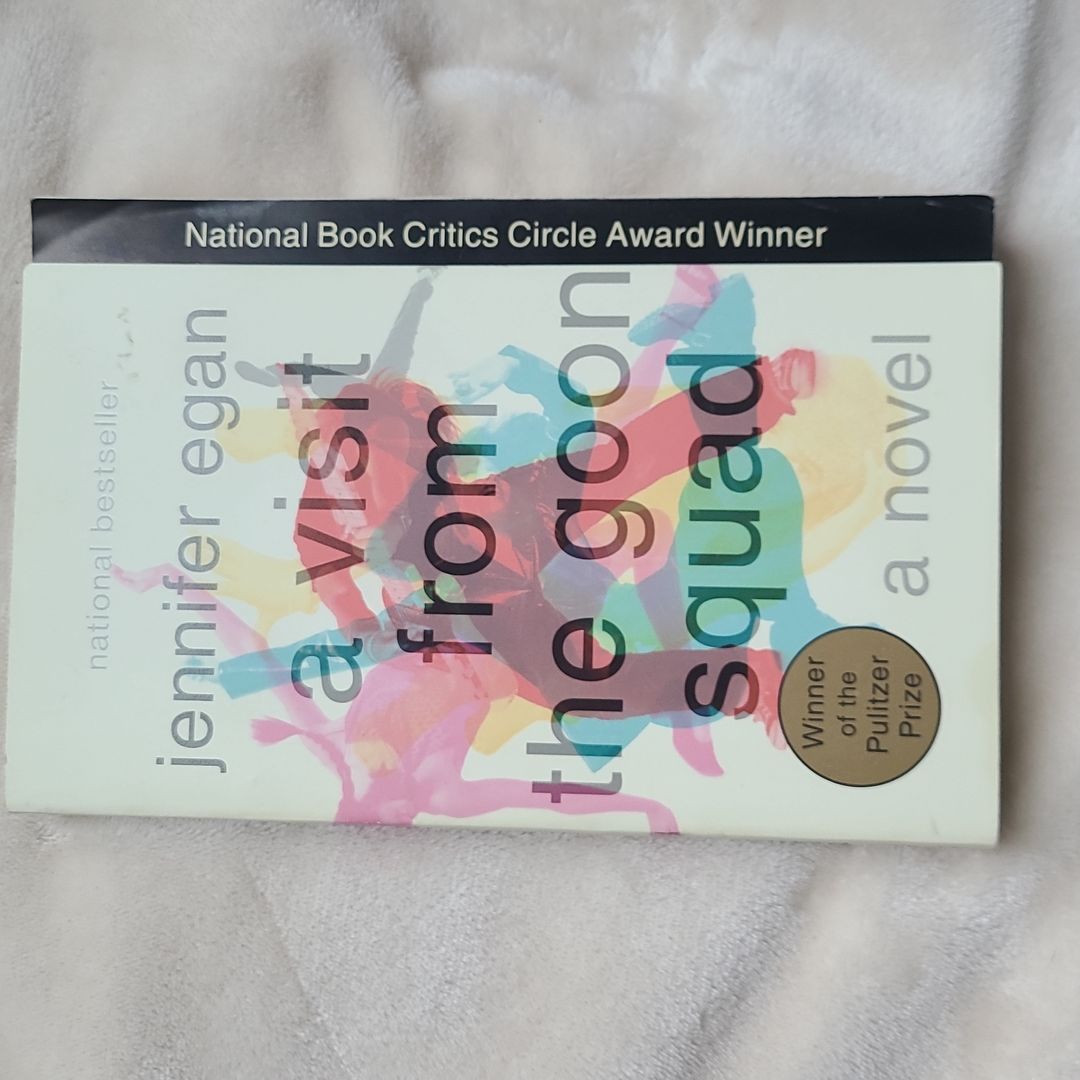 National Book Critics Circle Award Winner
national bestseller
jennifer egan
a visit
from
the goon
squad
a novel
Winner
of the
Pulitzer
Prize